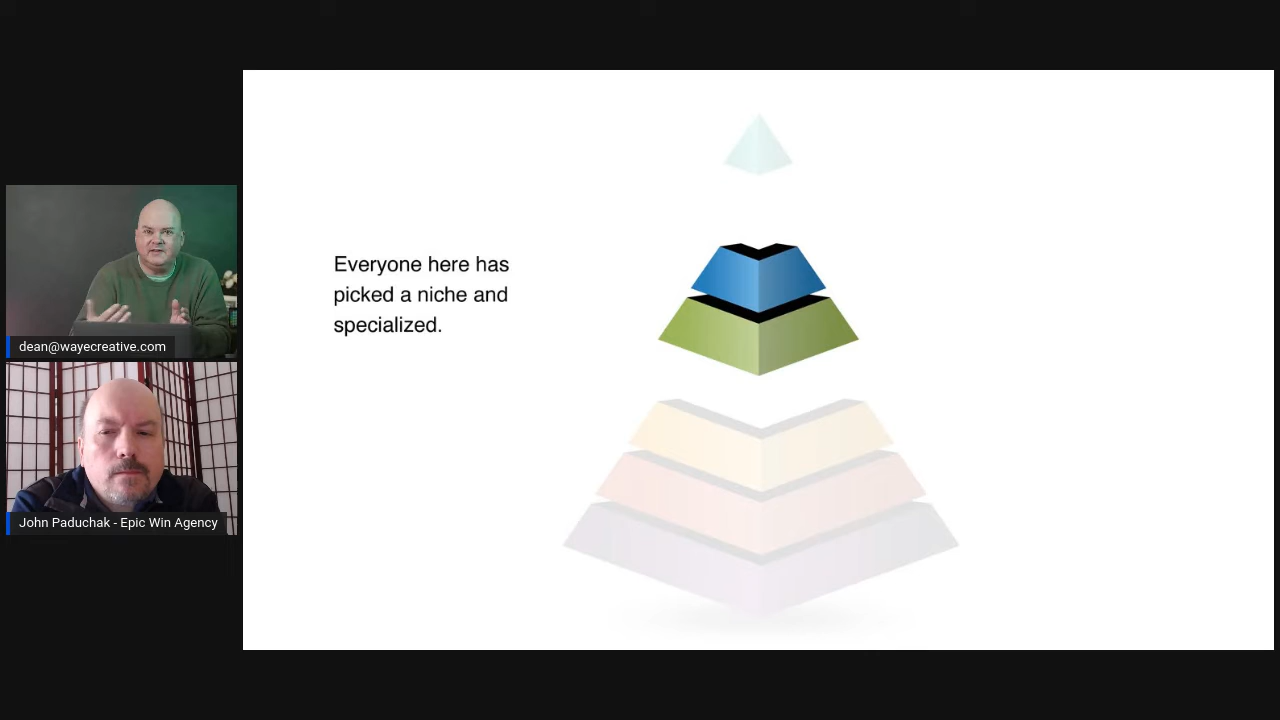 Everyone here has
picked a niche and
specialized.
dean@wayecreative.com
John Paduchak - Epic Win Agency